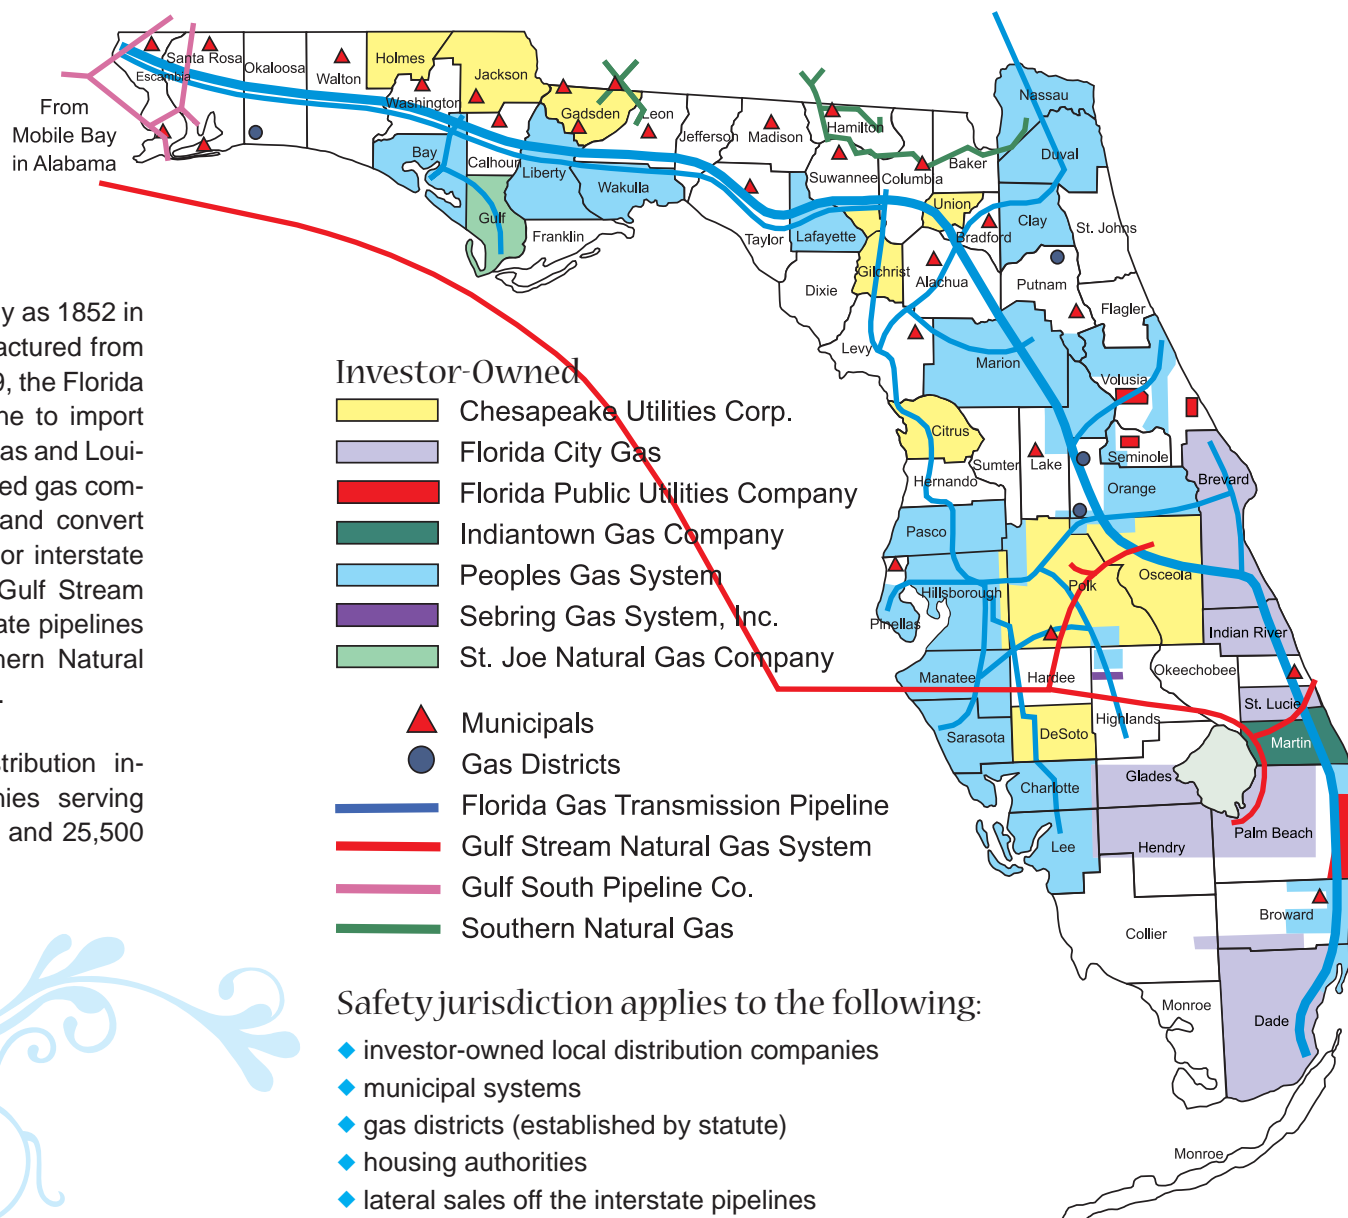 From
Mobile Bay
in Alabama
Escambia
Santa Rosa
Okaloosa
Walton
Holmes
Washington
Jackson
Bay
Calhoun
Gulf
Gadsden
Liberty
Franklin
Leon
Wakulla
Jefferson
Madison
Taylor
Hamilton
Suwannee
Lafayette
Dixie
Columbia
Baker
Union
Bradford
Gilchrist
Alachua
Levy
Nassau
Duval
Clay
St. Johns
Putnam
Flagler
Marion
Volusia
Citrus
Sumter
Lake
Seminole
Hernando
Orange
Brevard
Pasco
Hillsborough
Pinellas
Polk
Osceola
Indian River
Manatee
Hardee
Okeechobee
Highlands
St. Lucie
Sarasota
DeSoto
Martin
Charlotte
Glades
Lee
Hendry
Palm Beach
Collier
Broward
Monroe
Dade
Monroe
y as 1852 in
actured from
9, the Florida
ne to import
as and Loui-
ed gas com-
and convert
or interstate
Gulf Stream
ate pipelines
hern Natural
.
stribution in-
nies serving
and 25,500
Investor-Owned
Chesapeake Utilities Corp.
Florida City Gas
Florida Public Utilities Company
Indiantown Gas Company
Peoples Gas System
Sebring Gas System, Inc.
St. Joe Natural Gas Company
Municipals
Gas Districts
Florida Gas Transmission Pipeline
Gulf Stream Natural Gas System
Gulf South Pipeline Co.
Southern Natural Gas
Safety jurisdiction applies to the following:
◆ investor-owned local distribution companies
◆ municipal systems
◆ gas districts (established by statute)
◆ housing authorities
◆ lateral sales off the interstate pipelines